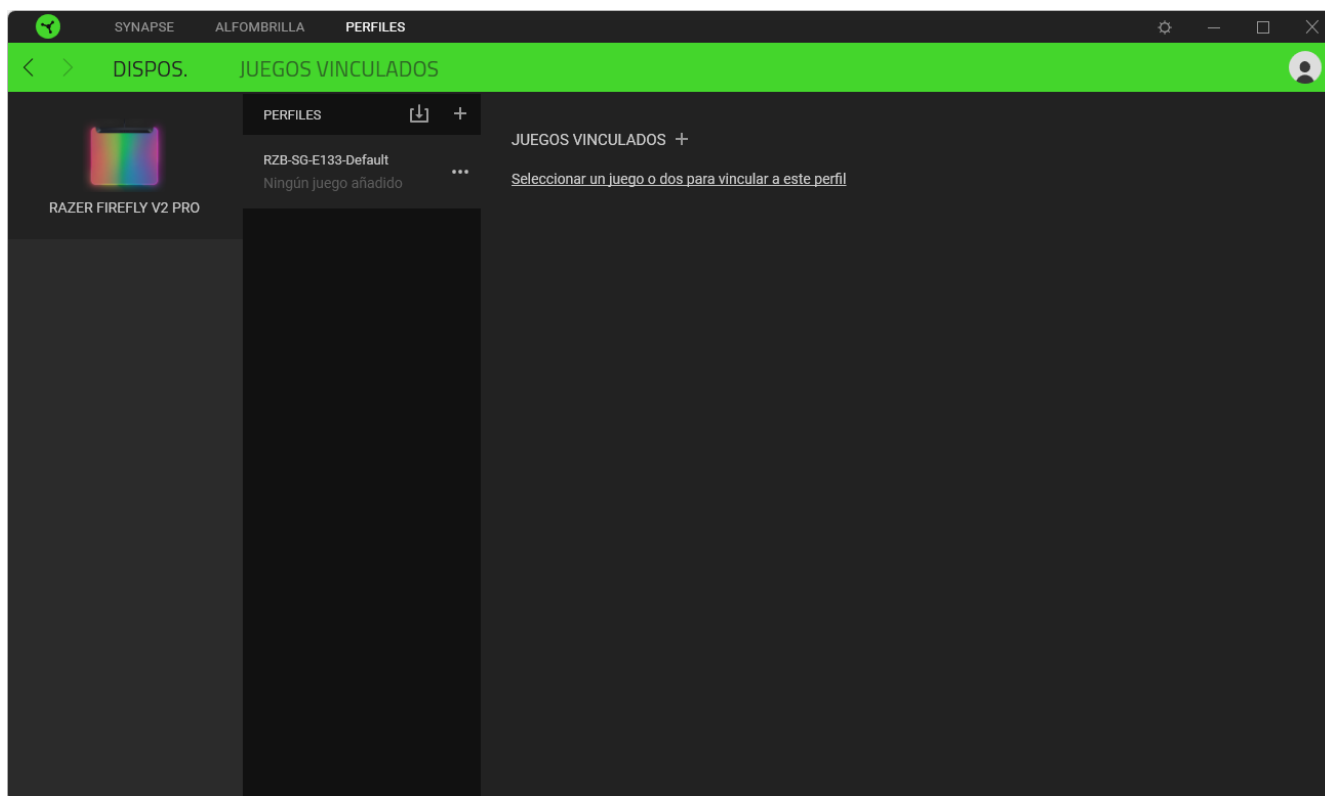 SYNAPSE ALFOMBRILLA PERFILES
DISPOS. JUEGOS VINCULADOS
RAZER FIREFLY V2 PRO
PERFILES
RZB-SG-E133-Default
Ningún juego añadido
JUEGOS VINCULADOS
Seleccionar un juego o dos para vincular a este perfil